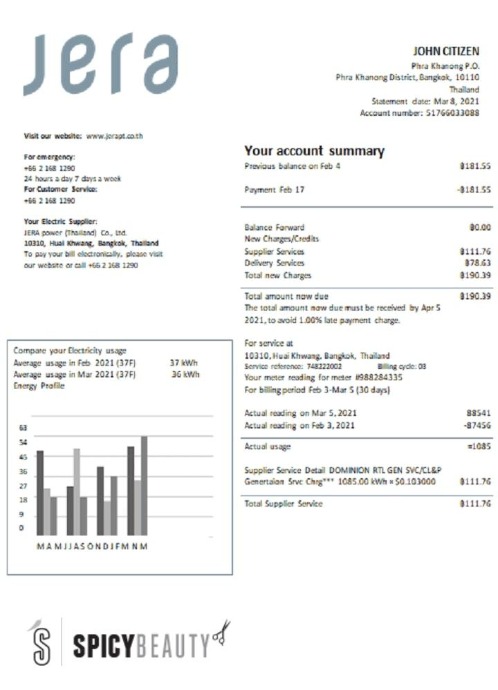 Jera
JOHN CITIZEN
Phra Khanong P.O.
Phra Khanong District, Bangkok, 10110
Thailand
Statement date: Mar 8, 2021
Account number: 51766033088
Visit our website: www.jerapt.co.th
For emergency:
+66 2 168 1290
24 hours a day 7 days a week
For Customer Service:
+66 2 168 1290
Your Electric Supplier:
JERA power (Thailand) Co., Ltd.
10310, Huai Khwang, Bangkok, Thailand
To pay your bill electronically, please visit
our website or call +66 2 168 1290
Your account summary
Previous balance on Feb 4 ฿181.55
Payment Feb 17 -฿181.55
Balance Forward ฿0.00
New Charges/Credits
Supplier Services ฿111.76
Delivery Services ฿78.63
Total new Charges ฿190.39
Total amount now due ฿190.39
The total amount now due must be received by Apr 5
2021, to avoid 1.00% late payment charge.
For service at
10310, Huai Khwang, Bangkok, Thailand
Service reference: 748222002 Billing cycle: 03
Your meter reading for meter #988284335
For billing period Feb 3-Mar 5 (30 days)
Actual reading on Mar 5, 2021 88541
Actual reading on Feb 3, 2021 -87456
Actual usage =1085
Supplier Service Detail DOMINION RTL GEN SVC/CL&P
Genertaion Srvc Chrg*** 1085.00 kWh x $0.103000 ฿111.76
Total Supplier Service ฿111.76
Compare your Electricity usage
Average usage in Feb 2021 (37F) 37 kWh
Average usage in Mar 2021 (37F) 36 kWh
Energy Profile
63
54
45
36
27
18
9
0
M A M J J A S O N D J F M N M
S
SPICYBEAUTY